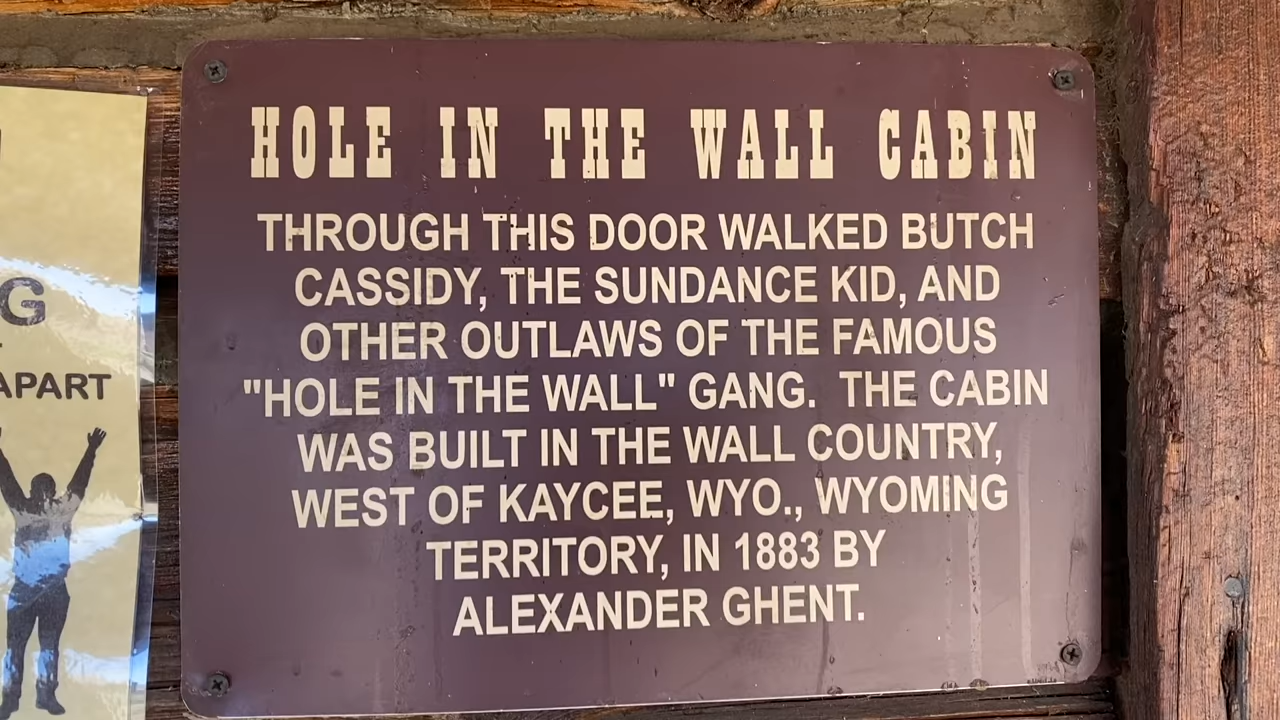 HOLE IN THE WALL CABIN
THROUGH THIS DOOR WALKED BUTCH
CASSIDY, THE SUNDANCE KID, AND
OTHER OUTLAWS OF THE FAMOUS
"HOLE IN THE WALL" GANG. THE CABIN
WAS BUILT IN THE WALL COUNTRY,
WEST OF KAYCEE, WYO., WYOMING
TERRITORY, IN 1883 BY
ALEXANDER GHENT.
G
APART